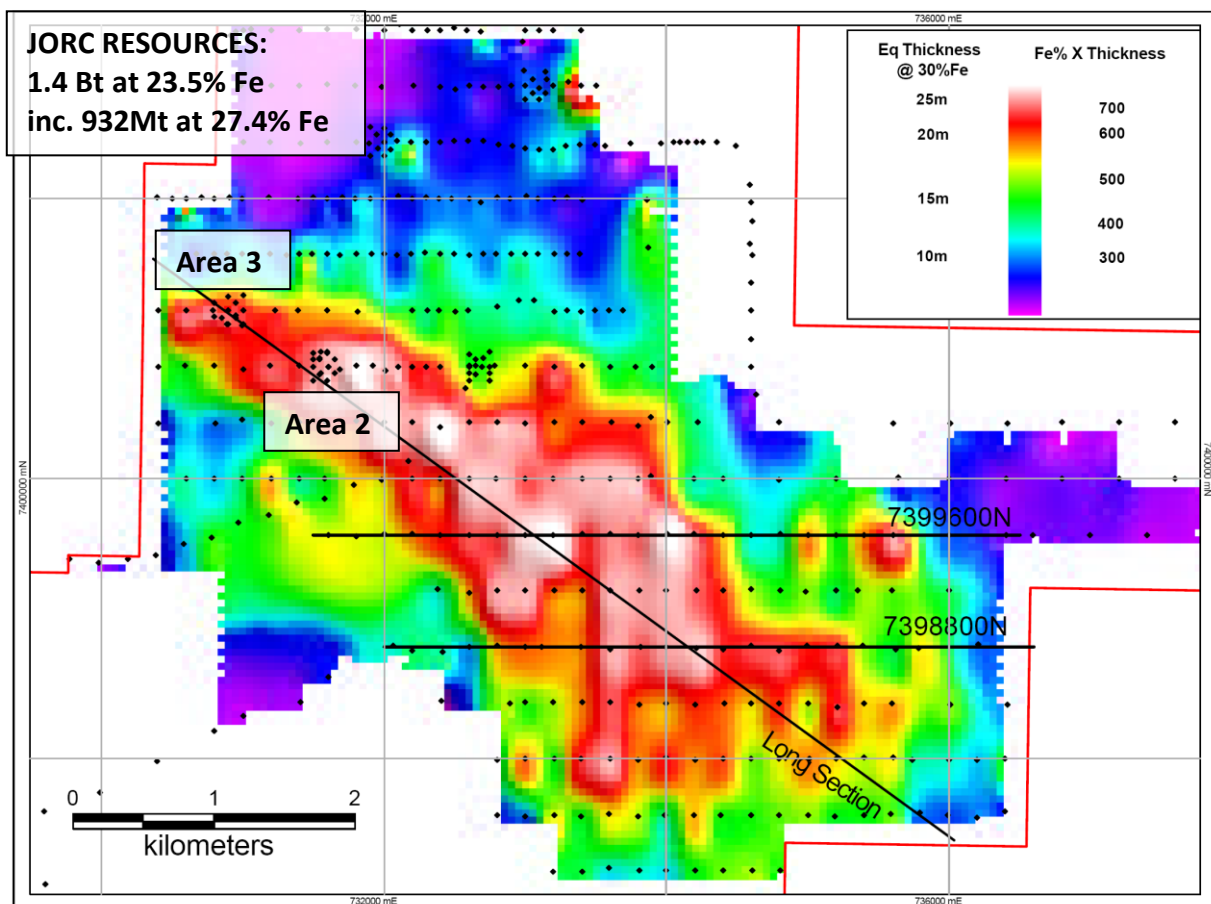 732000 mE
736000 mE
JORC RESOURCES:
1.4 Bt at 23.5% Fe
inc. 932Mt at 27.4% Fe
Eq Thickness
@ 30%Fe
Fe% X Thickness
25m
700
20m
600
15m
500
400
10m
300
Area 3
Area 2
7400000 mN
7400000 mN
7399600N
7398800N
Long Section
0
1
2
kilometers
732000 mE
736000 mE